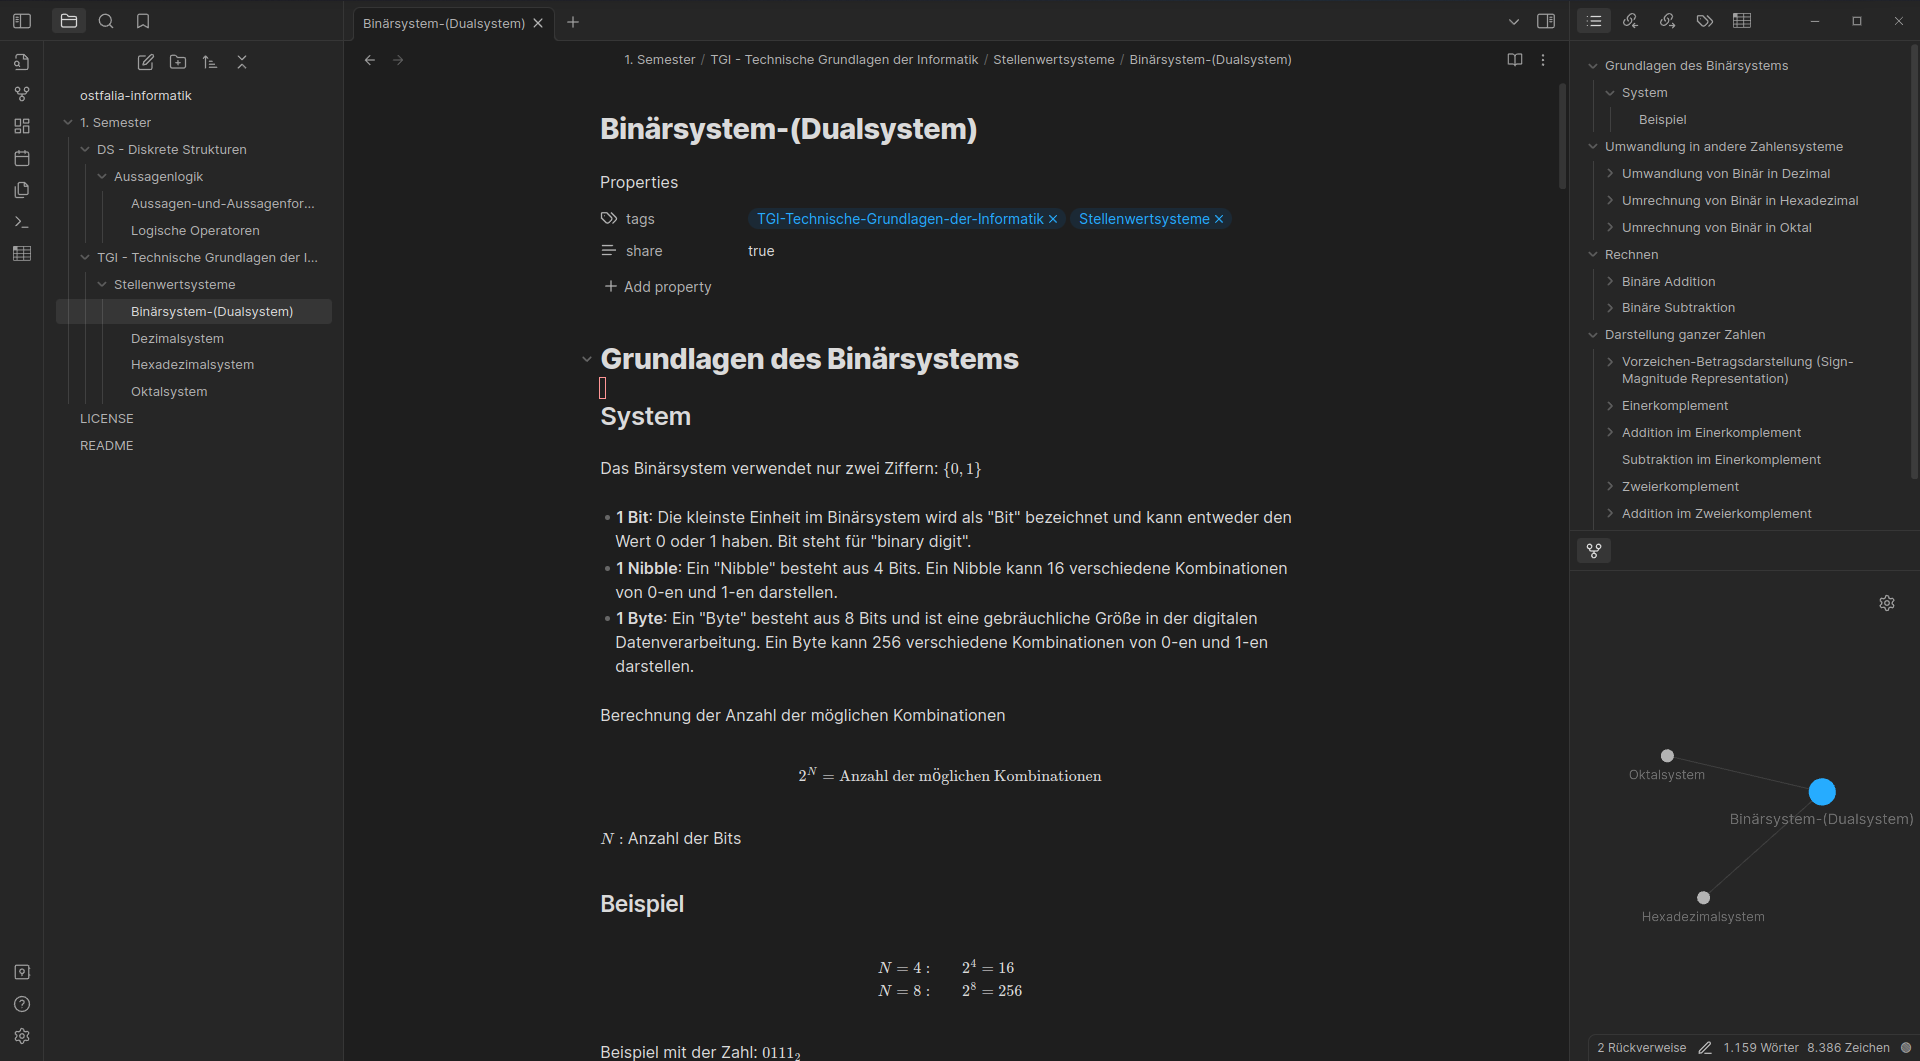 Binärsystem-(Dualsystem)
1. Semester / TGI - Technische Grundlagen der Informatik / Stellenwertsysteme / Binärsystem-(Dualsystem)
ostfalia-informatik
1. Semester
DS - Diskrete Strukturen
Aussagenlogik
Aussagen-und-Aussagenfor...
Logische Operatoren
TGI - Technische Grundlagen der I...
Stellenwertsysteme
Binärsystem-(Dualsystem)
Dezimalsystem
Hexadezimalsystem
Oktalsystem
LICENSE
README
Binärsystem-(Dualsystem)
Properties
tags TGI-Technische-Grundlagen-der-Informatik × Stellenwertsysteme ×
share true
+ Add property
Grundlagen des Binärsystems
System
Das Binärsystem verwendet nur zwei Ziffern: {0, 1}
• 1 Bit: Die kleinste Einheit im Binärsystem wird als "Bit" bezeichnet und kann entweder den
Wert 0 oder 1 haben. Bit steht für "binary digit".
• 1 Nibble: Ein "Nibble" besteht aus 4 Bits. Ein Nibble kann 16 verschiedene Kombinationen
von 0-en und 1-en darstellen.
• 1 Byte: Ein "Byte" besteht aus 8 Bits und ist eine gebräuchliche Größe in der digitalen
Datenverarbeitung. Ein Byte kann 256 verschiedene Kombinationen von 0-en und 1-en
darstellen.
Berechnung der Anzahl der möglichen Kombinationen
2^N = Anzahl der möglichen Kombinationen
N : Anzahl der Bits
Beispiel
N = 4 : 2^4 = 16
N = 8 : 2^8 = 256
Beispiel mit der Zahl: 0111₂
Grundlagen des Binärsystems
System
Beispiel
Umwandlung in andere Zahlensysteme
Umwandlung von Binär in Dezimal
Umrechnung von Binär in Hexadezimal
Umrechnung von Binär in Oktal
Rechnen
Binäre Addition
Binäre Subtraktion
Darstellung ganzer Zahlen
Vorzeichen-Betragsdarstellung (Sign-
Magnitude Representation)
Einerkomplement
Addition im Einerkomplement
Subtraktion im Einerkomplement
Zweierkomplement
Addition im Zweierkomplement
Oktalsystem
Binärsystem-(Dualsystem)
Hexadezimalsystem
2 Rückverweise 1.159 Wörter 8.386 Zeichen